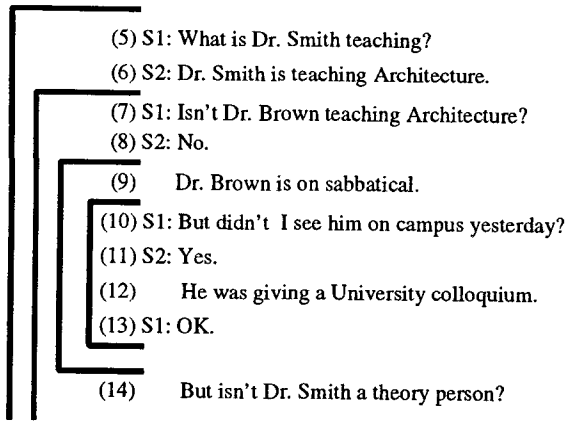 (5) S1: What is Dr. Smith teaching?
(6) S2: Dr. Smith is teaching Architecture.
(7) S1: Isn't Dr. Brown teaching Architecture?
(8) S2: No.
(9) Dr. Brown is on sabbatical.
(10) S1: But didn't I see him on campus yesterday?
(11) S2: Yes.
(12) He was giving a University colloquium.
(13) S1: OK.
(14) But isn't Dr. Smith a theory person?